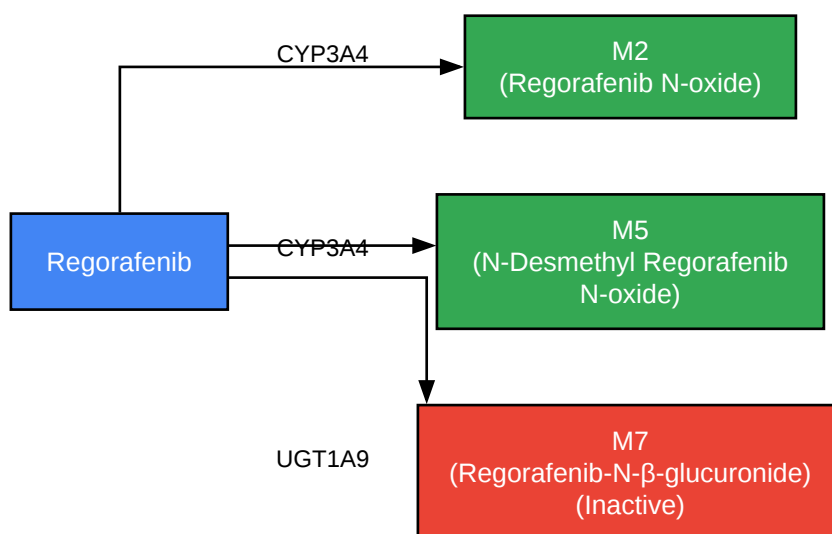 CYP3A4
M2
(Regorafenib N-oxide)
Regorafenib
CYP3A4
M5
(N-Desmethyl Regorafenib
N-oxide)
UGT1A9
M7
(Regorafenib-N-β-glucuronide)
(Inactive)